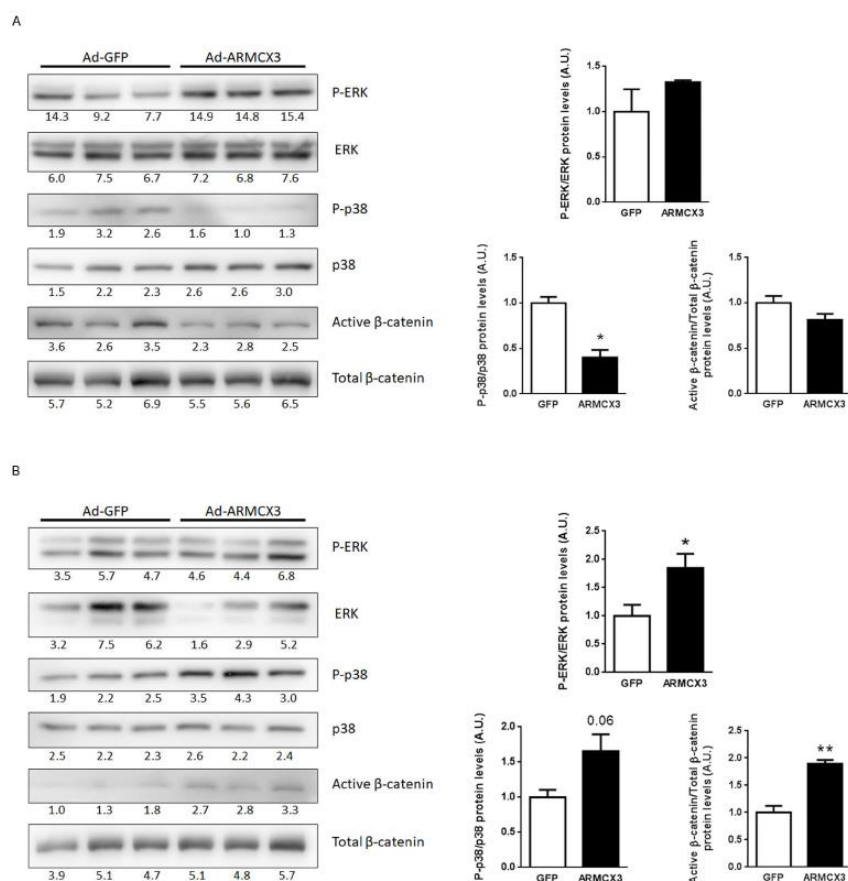 A
Ad-GFP Ad-ARMCX3
P-ERK
14.3 9.2 7.7 14.9 14.8 15.4
ERK
6.0 7.5 6.7 7.2 6.8 7.6
P-p38
1.9 3.2 2.6 1.6 1.0 1.3
p38
1.5 2.2 2.3 2.6 2.6 3.0
Active β-catenin
3.6 2.6 3.5 2.3 2.8 2.5
Total β-catenin
5.7 5.2 6.9 5.5 5.6 6.5
P-ERK/ERK protein levels (A.U.)
1.5
1.0
0.5
0.0
GFP ARMCX3
P-p38/p38 protein levels (A.U.)
1.5
1.0
0.5
0.0
*
GFP ARMCX3
Active β-catenin/Total β-catenin
protein levels (A.U.)
1.5
1.0
0.5
0.0
GFP ARMCX3
B
Ad-GFP Ad-ARMCX3
P-ERK
3.5 5.7 4.7 4.6 4.4 6.8
ERK
3.2 7.5 6.2 1.6 2.9 5.2
P-p38
1.9 2.2 2.5 3.5 4.3 3.0
p38
2.5 2.2 2.3 2.6 2.2 2.4
Active β-catenin
1.0 1.3 1.8 2.7 2.8 3.3
Total β-catenin
3.9 5.1 4.7 5.1 4.8 5.7
P-ERK/ERK protein levels (A.U.)
2.5
2.0
1.5
1.0
0.5
0.0
*
GFP ARMCX3
P-p38/p38 protein levels (A.U.)
2.0
1.5
1.0
0.5
0.0
0.06
GFP ARMCX3
Active β-catenin/Total β-catenin
protein levels (A.U.)
2.5
2.0
1.5
1.0
0.5
0.0
**
GFP ARMCX3